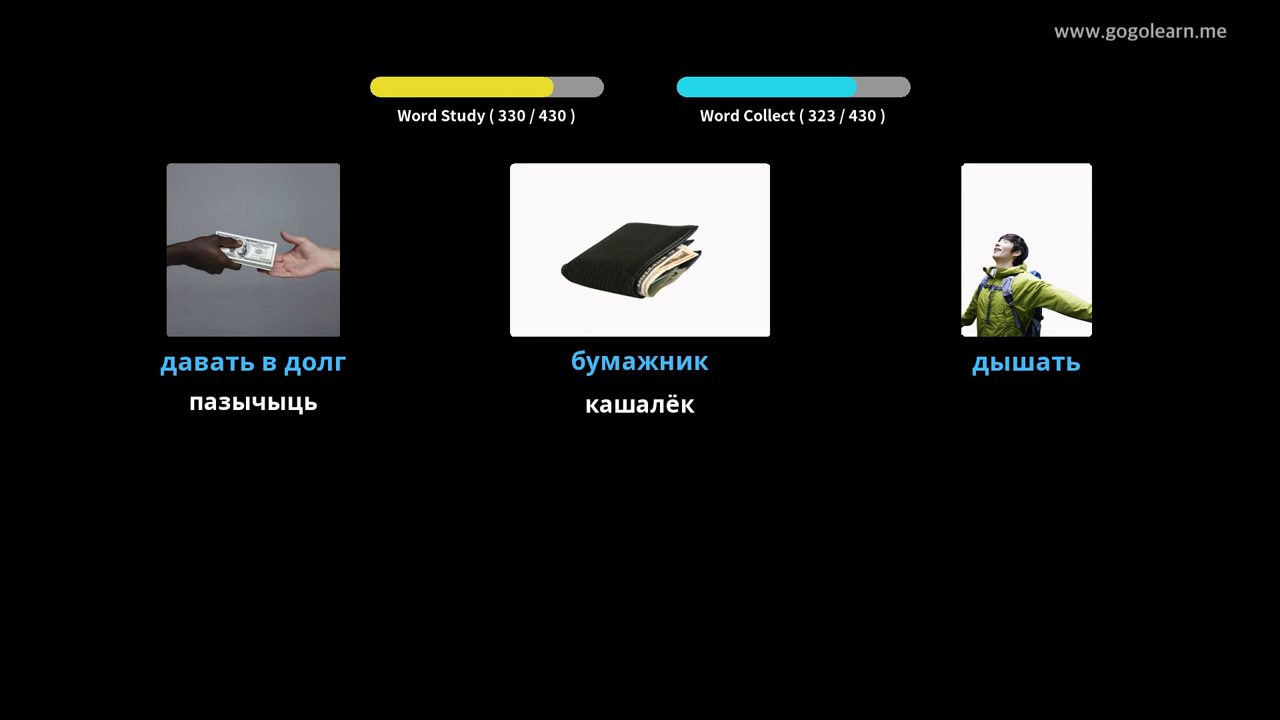 www.gogolearn.me
Word Study ( 330 / 430 )
Word Collect ( 323 / 430 )
давать в долг
бумажник
дышать
пазычыць
кашалёк